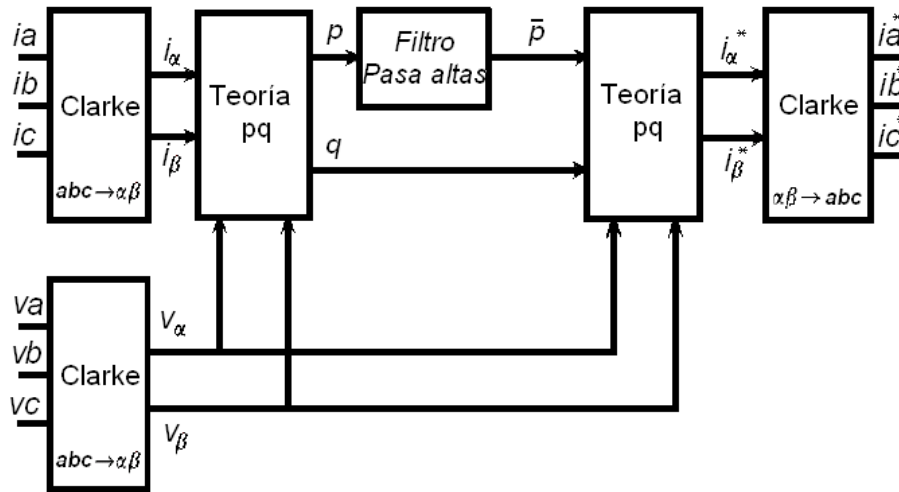 ia
ib
ic
Clarke
abc→αβ
iα
iβ
Teoría
pq
p
q
Filtro
Pasa altas
p̄
Teoría
pq
iα*
iβ*
Clarke
αβ→abc
ia*
ib*
ic*
va
vb
vc
Clarke
abc→αβ
vα
vβ